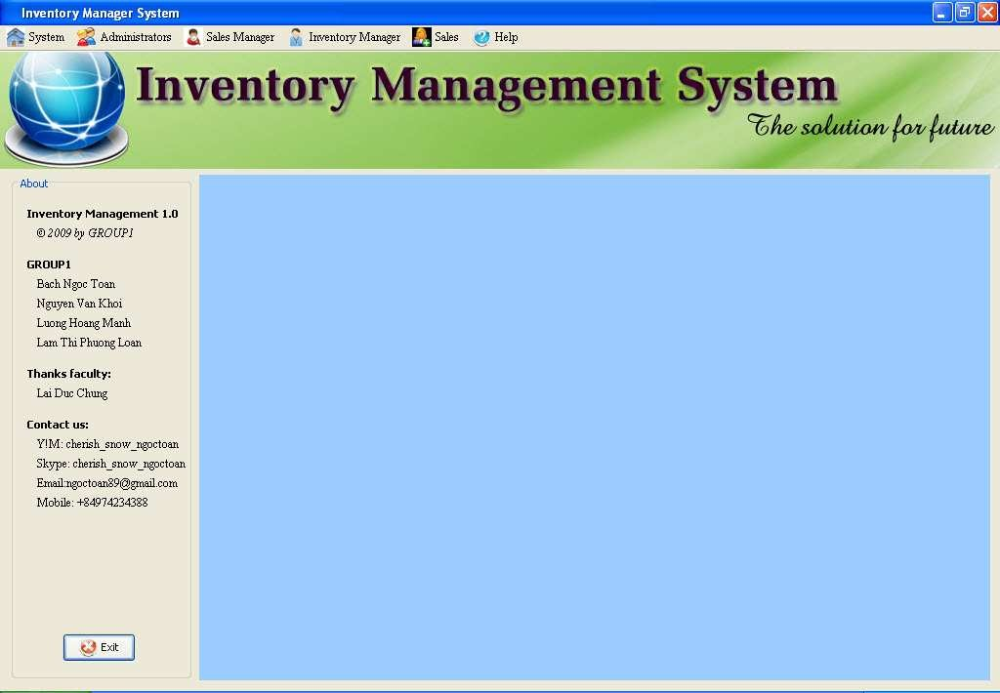 Inventory Manager System
System Administrators Sales Manager Inventory Manager Sales Help
Inventory Management System
The solution for future
About
Inventory Management 1.0
© 2009 by GROUP1
GROUP1
Bach Ngoc Toan
Nguyen Van Khoi
Luong Hoang Manh
Lam Thi Phuong Loan
Thanks faculty:
Lai Duc Chung
Contact us:
Y!M: cherish_snow_ngoctoan
Skype: cherish_snow_ngoctoan
Email:ngoctoan89@gmail.com
Mobile: +84974234388
Exit